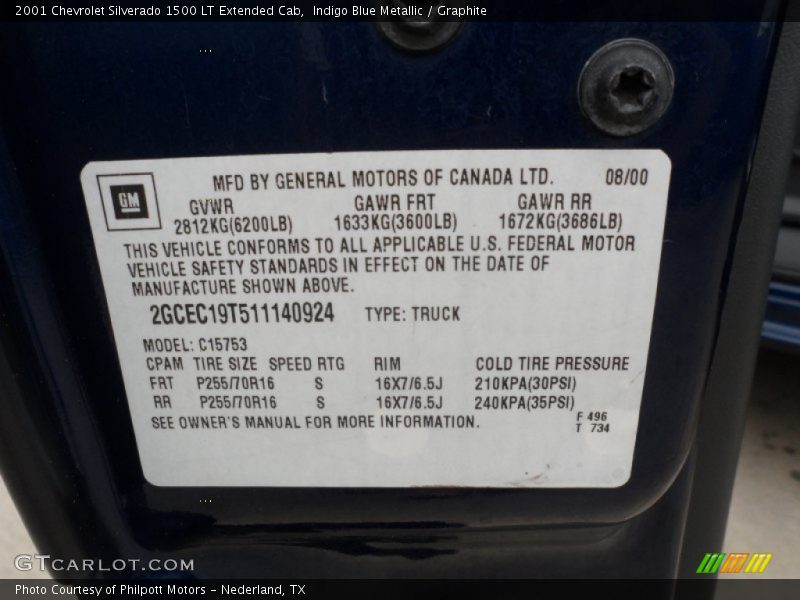 2001 Chevrolet Silverado 1500 LT Extended Cab, Indigo Blue Metallic / Graphite
MFD BY GENERAL MOTORS OF CANADA LTD. 08/00
GM
GVWR GAWR FRT GAWR RR
2812KG(6200LB) 1633KG(3600LB) 1672KG(3686LB)
THIS VEHICLE CONFORMS TO ALL APPLICABLE U.S. FEDERAL MOTOR
VEHICLE SAFETY STANDARDS IN EFFECT ON THE DATE OF
MANUFACTURE SHOWN ABOVE.
2GCEC19T511140924 TYPE: TRUCK
MODEL: C15753
CPAM TIRE SIZE SPEED RTG RIM COLD TIRE PRESSURE
FRT P255/70R16 S 16X7/6.5J 210KPA(30PSI)
RR P255/70R16 S 16X7/6.5J 240KPA(35PSI)
SEE OWNER'S MANUAL FOR MORE INFORMATION.
F 496
T 734
GTCARLOT.COM
Photo Courtesy of Philpott Motors - Nederland, TX